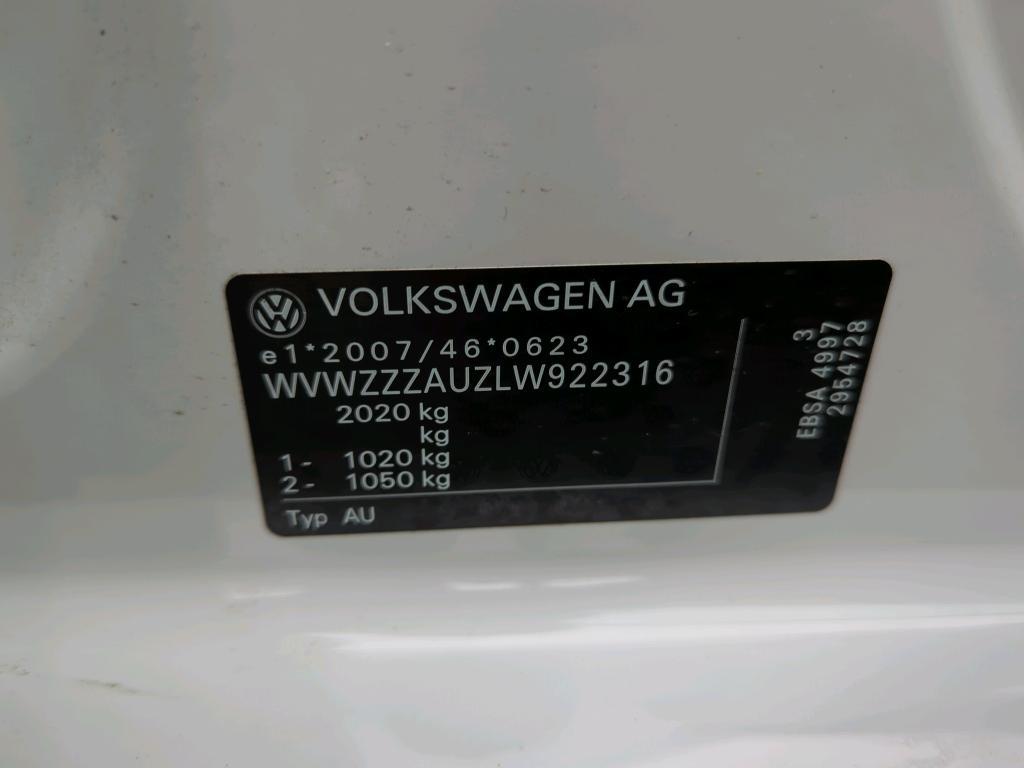 VOLKSWAGEN AG
e1*2007/46*0623
WVWZZZAUZLW922316
2020 kg
kg
1- 1020 kg
2- 1050 kg
Typ AU
3
EBSA 4997
2954728